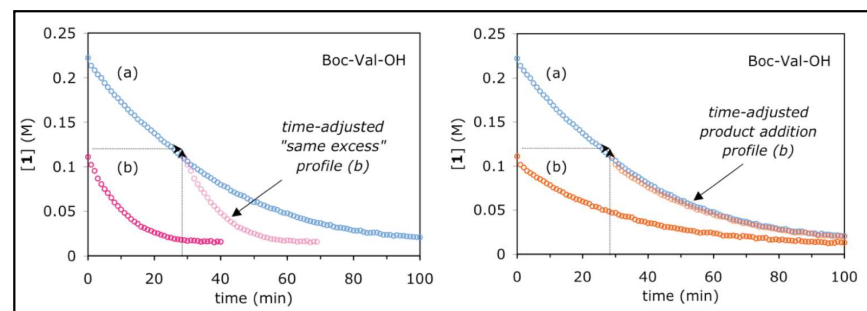 0.25
0.2
0.15
0.1
0.05
0
[1] (M)
0
20
40
60
80
100
time (min)
Boc-Val-OH
(a)
(b)
time-adjusted
"same excess"
profile (b)
0.25
0.2
0.15
0.1
0.05
0
[1] (M)
0
20
40
60
80
100
time (min)
Boc-Val-OH
(a)
(b)
time-adjusted
product addition
profile (b)